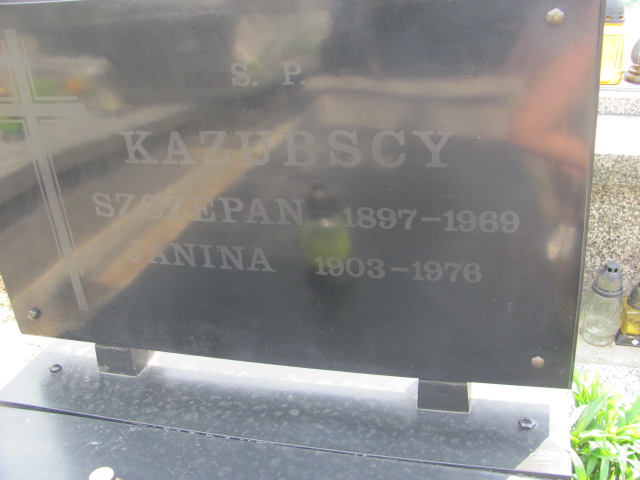 S. P.
KAZUBSCY
SZCZEPAN 1897-1969
JANINA 1903-1976